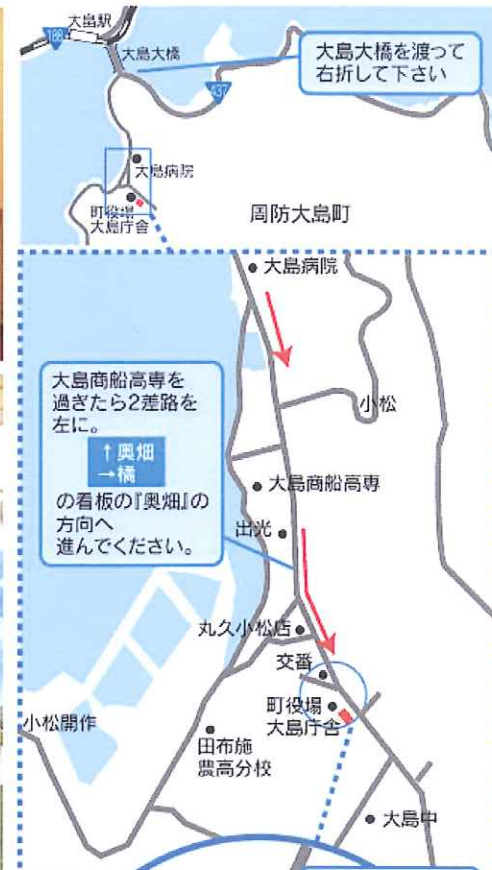 大畠駅
188
大島大橋
大島大橋を渡って
右折して下さい
437
大島病院
町役場
大島庁舎
周防大島町
大島病院
大島商船高専を
過ぎたら2差路を
左に。
↑奥畑
→橘
の看板の『奥畑』の
方向へ
進んでください。
小松
大島商船高専
出光
丸久小松店
交番
町役場
大島庁舎
小松開作
田布施
農高分校
大島中